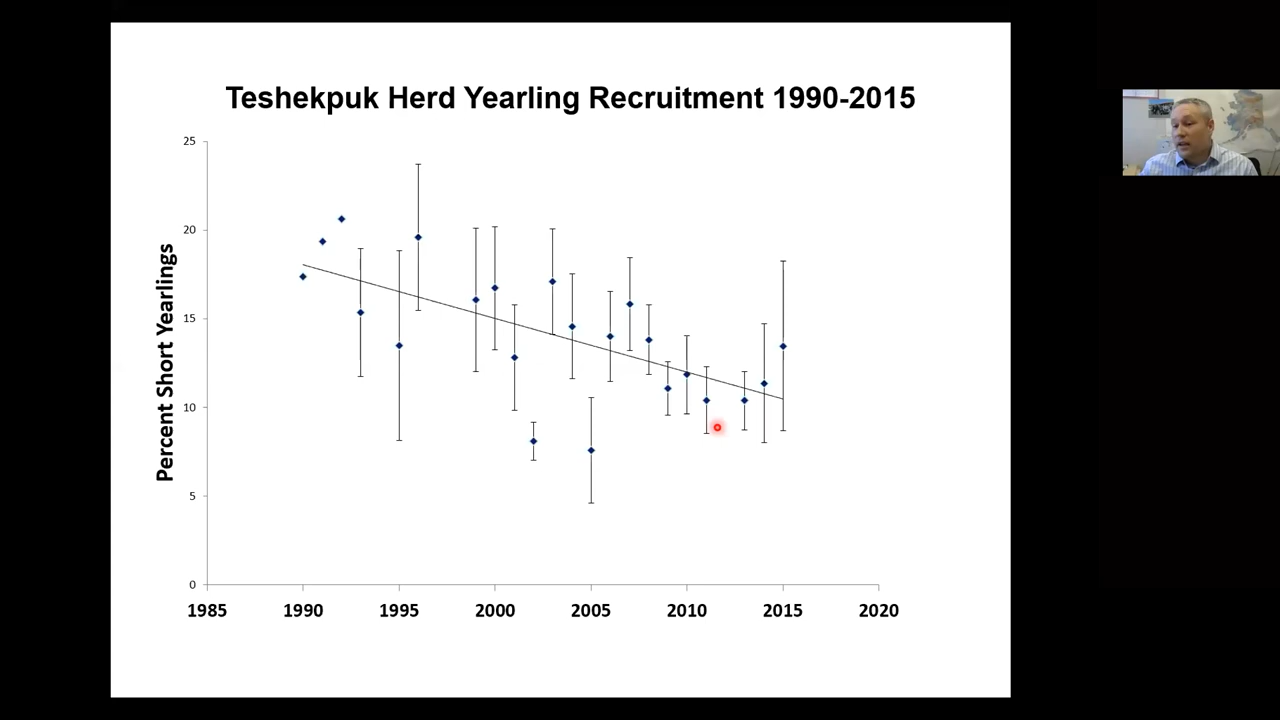 Teshekpuk Herd Yearling Recruitment 1990-2015
Percent Short Yearlings
25
20
15
10
5
0
1985 1990 1995 2000 2005 2010 2015 2020